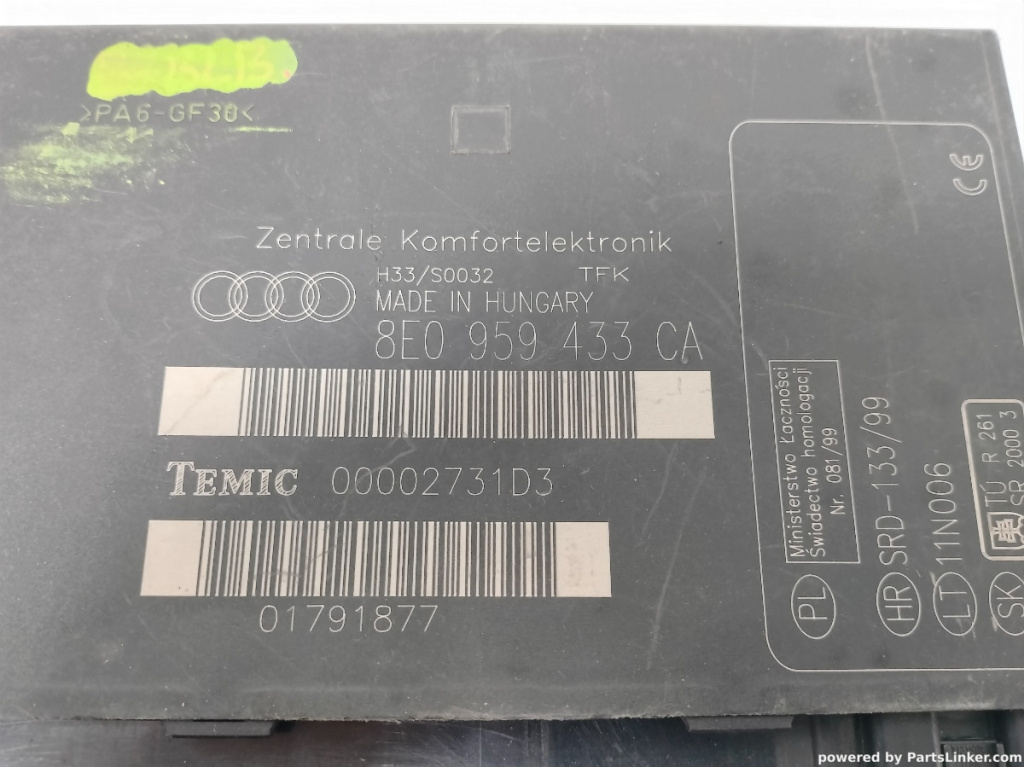 >PA6-GF30<
Zentrale Komfortelektronik
H33/S0032 TFK
MADE IN HUNGARY
8E0 959 433 CA
TEMIC 00002731D3
01791877
CE
Ministerstwo Łączności
Świadectwo homologacji
Nr. 081/99
PL
HR SRD-133/99
LT 11N006
SK
TÚ R 261
SR 2000 3
powered by PartsLinker.com